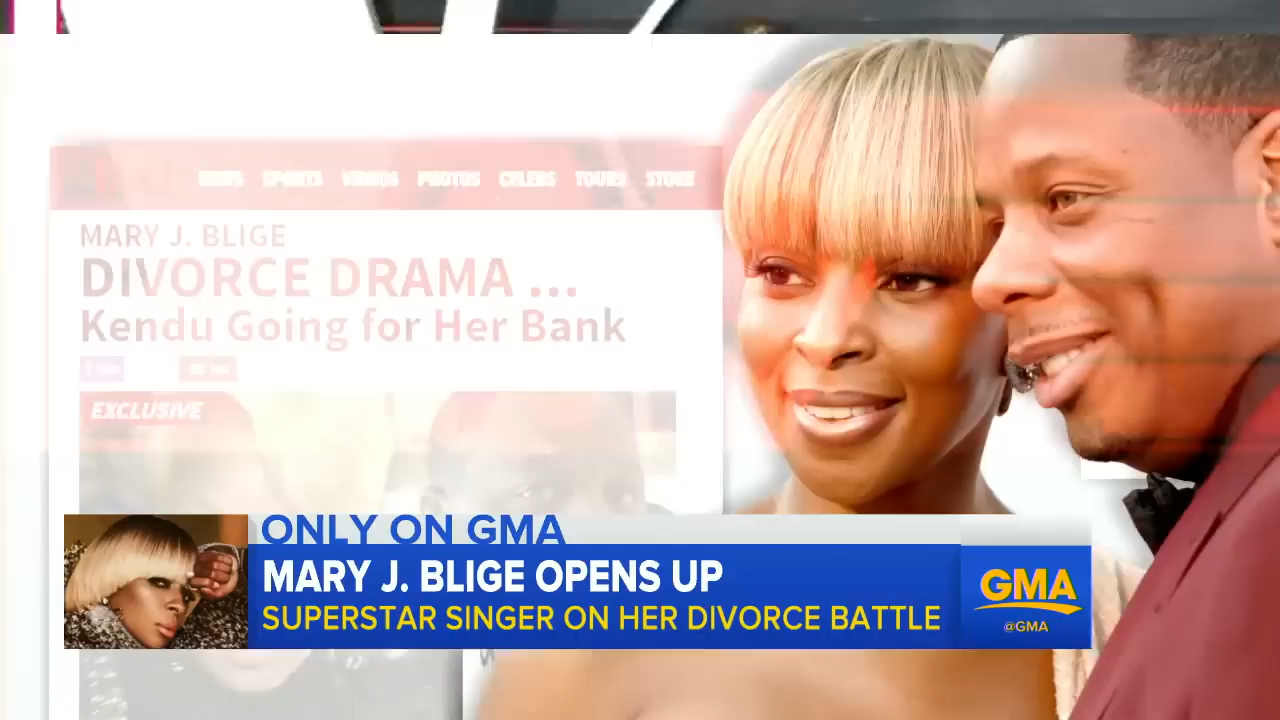 NEWS SPORTS VIDEOS PHOTOS CELEBS TOURS STORE
MARY J. BLIGE
DIVORCE DRAMA ...
Kendu Going for Her Bank
EXCLUSIVE
ONLY ON GMA
MARY J. BLIGE OPENS UP
SUPERSTAR SINGER ON HER DIVORCE BATTLE
GMA
@GMA